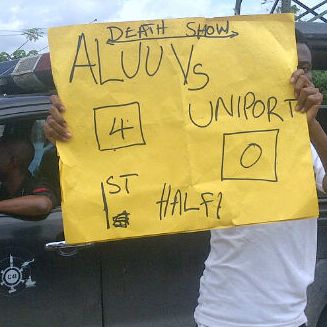 DEATH SHOW
ALUU Vs UNIPORT
4 0
1ST HALF!